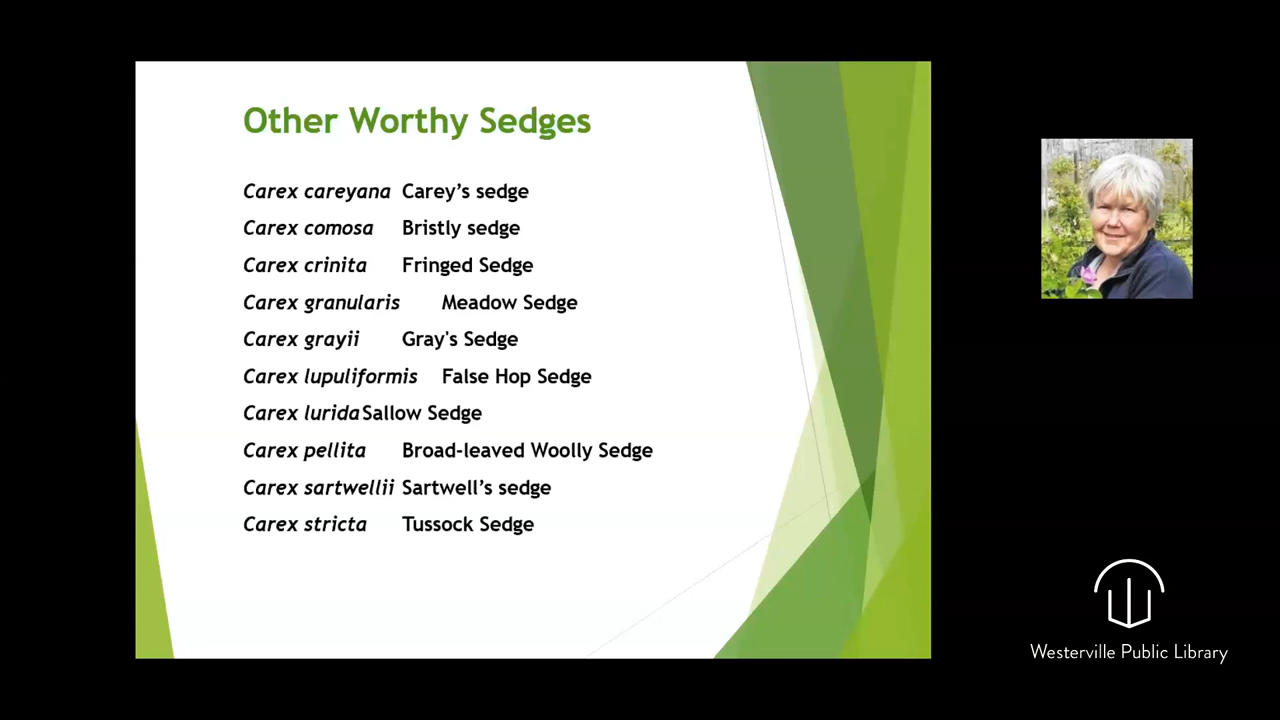 Other Worthy Sedges
Carex careyana Carey’s sedge
Carex comosa Bristly sedge
Carex crinita Fringed Sedge
Carex granularis Meadow Sedge
Carex grayii Gray's Sedge
Carex lupuliformis False Hop Sedge
Carex lurida Sallow Sedge
Carex pellita Broad-leaved Woolly Sedge
Carex sartwellii Sartwell’s sedge
Carex stricta Tussock Sedge
Westerville Public Library